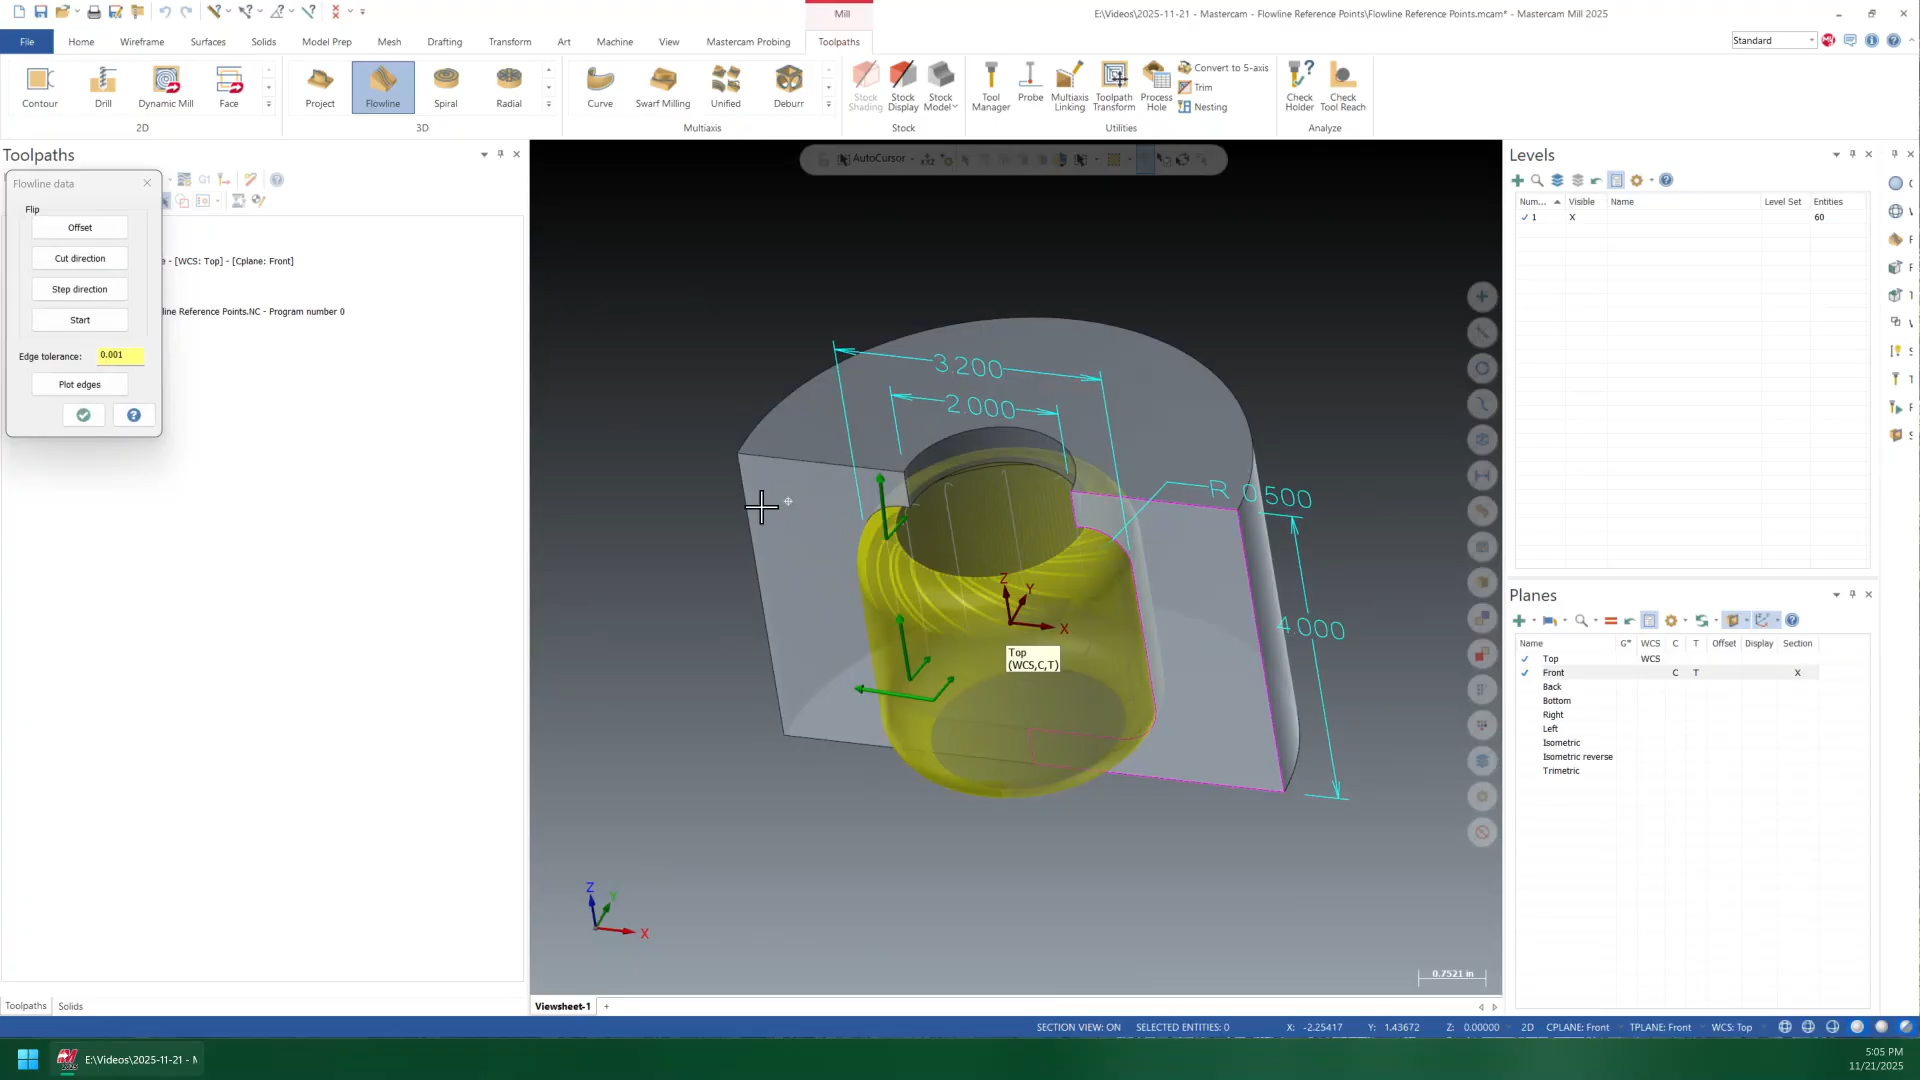 Mill
E:\Videos\2025-11-21 - Mastercam - Flowline Reference Points\Flowline Reference Points.mcam* - Mastercam Mill 2025
File
Home
Wireframe
Surfaces
Solids
Model Prep
Mesh
Drafting
Transform
Art
Machine
View
Mastercam Probing
Toolpaths
Standard
Contour
Drill
Dynamic Mill
Face
2D
Project
Flowline
Spiral
Radial
3D
Curve
Swarf Milling
Unified
Deburr
Multiaxis
Stock Shading
Stock Display
Stock Model
Stock
Tool Manager
Probe
Multiaxis Linking
Toolpath Transform
Process Hole
Convert to 5-axis
Trim
Nesting
Utilities
Check Holder
Check Tool Reach
Analyze
Toolpaths
G1
Flowline data
Flip
Offset
Cut direction
Step direction
Start
Edge tolerance:
0.001
Plot edges
e - [WCS: Top] - [Cplane: Front]
line Reference Points.NC - Program number 0
AutoCursor
3.200
2.000
R 0.500
4.000
Z
Y
X
Top
(WCS,C,T)
Z
Y
X
0.7521 in
Levels
Num...
Visible
Name
Level Set
Entities
1
X
60
Planes
Name
G*
WCS
C
T
Offset
Display
Section
Top
WCS
Front
C
T
X
Back
Bottom
Right
Left
Isometric
Isometric reverse
Trimetric
Toolpaths
Solids
Viewsheet-1
SECTION VIEW: ON
SELECTED ENTITIES: 0
X: -2.25417
Y: 1.43672
Z: 0.00000
2D
CPLANE: Front
TPLANE: Front
WCS: Top
E:\Videos\2025-11-21 - M
5:05 PM
11/21/2025